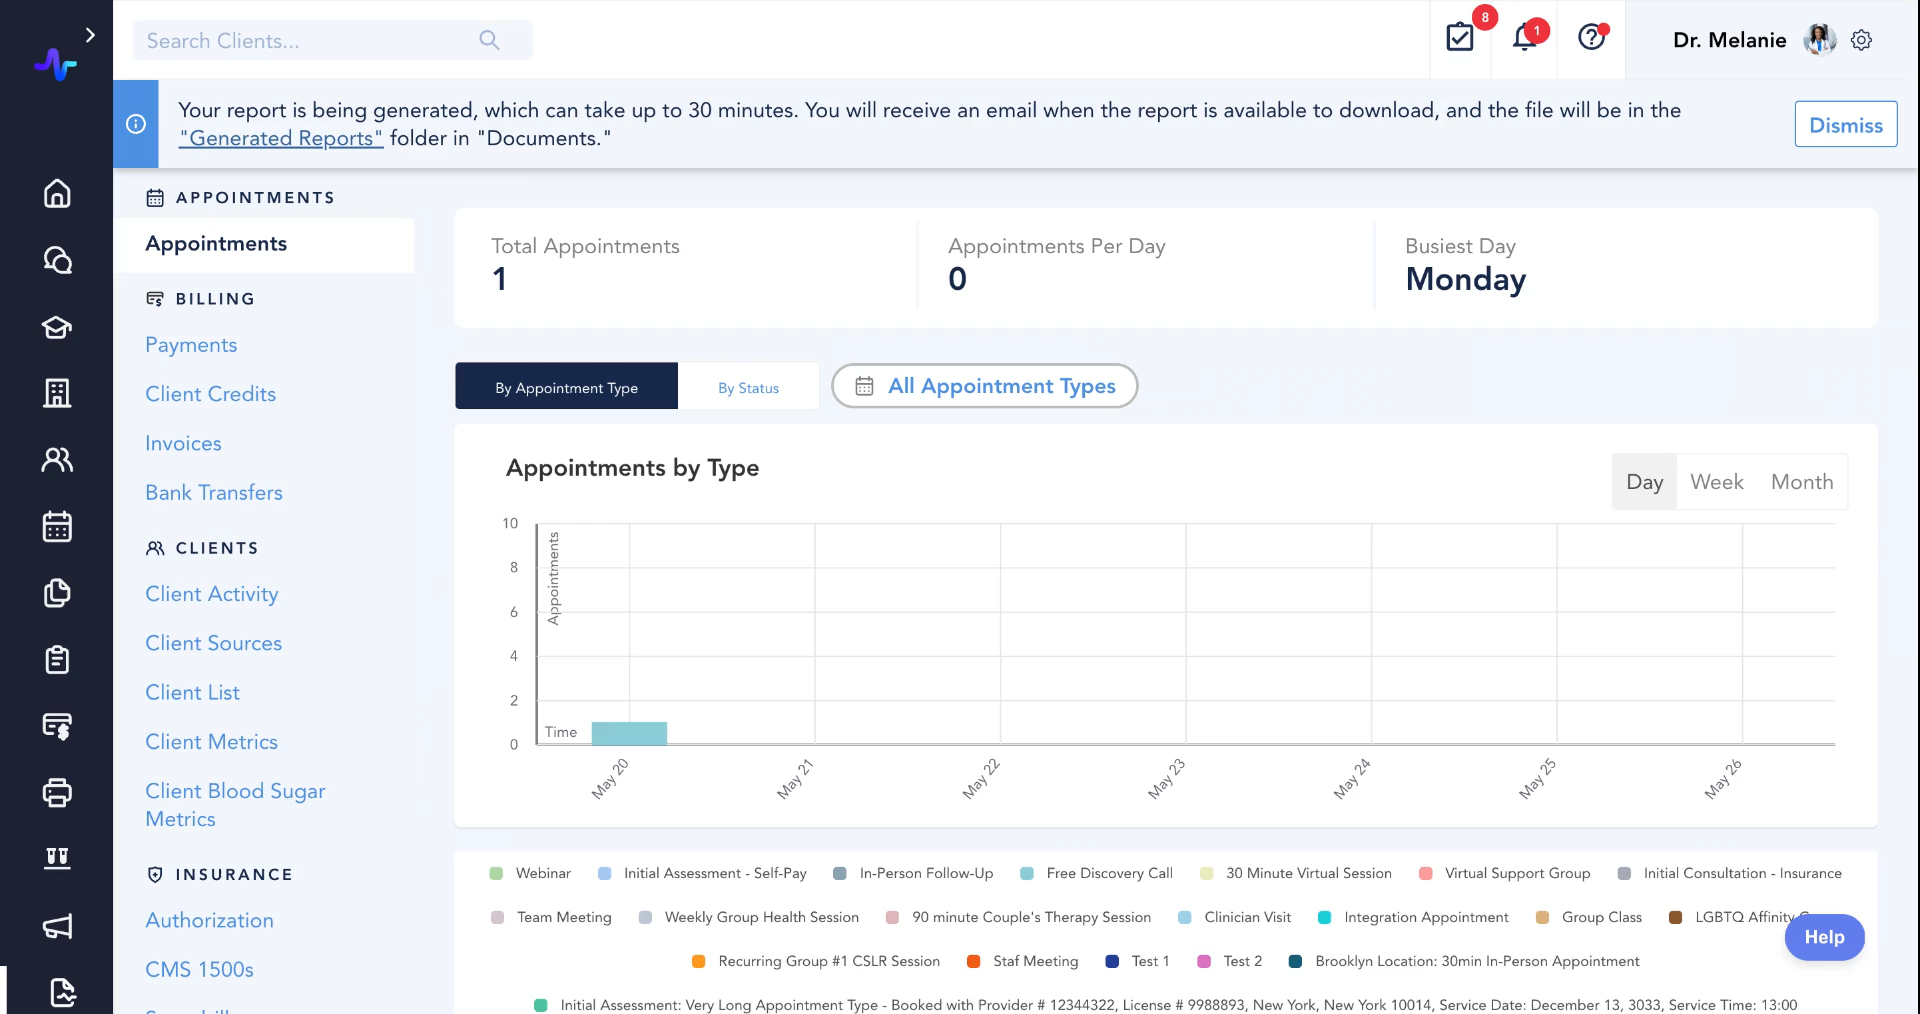 Search Clients...
8
1
Dr. Melanie
Your report is being generated, which can take up to 30 minutes. You will receive an email when the report is available to download, and the file will be in the
"Generated Reports" folder in "Documents."
Dismiss
APPOINTMENTS
Appointments
BILLING
Payments
Client Credits
Invoices
Bank Transfers
CLIENTS
Client Activity
Client Sources
Client List
Client Metrics
Client Blood Sugar
Metrics
INSURANCE
Authorization
CMS 1500s
Total Appointments
1
Appointments Per Day
0
Busiest Day
Monday
By Appointment Type
By Status
All Appointment Types
Appointments by Type
Day Week Month
10
8
6
4
2
0
Appointments
Time
May 20
May 21
May 22
May 23
May 24
May 25
May 26
Webinar Initial Assessment - Self-Pay In-Person Follow-Up Free Discovery Call 30 Minute Virtual Session Virtual Support Group Initial Consultation - Insurance
Team Meeting Weekly Group Health Session 90 minute Couple's Therapy Session Clinician Visit Integration Appointment Group Class LGBTQ Affinity
Help
Recurring Group #1 CSLR Session Staf Meeting Test 1 Test 2 Brooklyn Location: 30min In-Person Appointment
Initial Assessment: Very Long Appointment Type - Booked with Provider # 12344322, License # 9988893, New York, New York 10014, Service Date: December 13, 3033, Service Time: 13:00